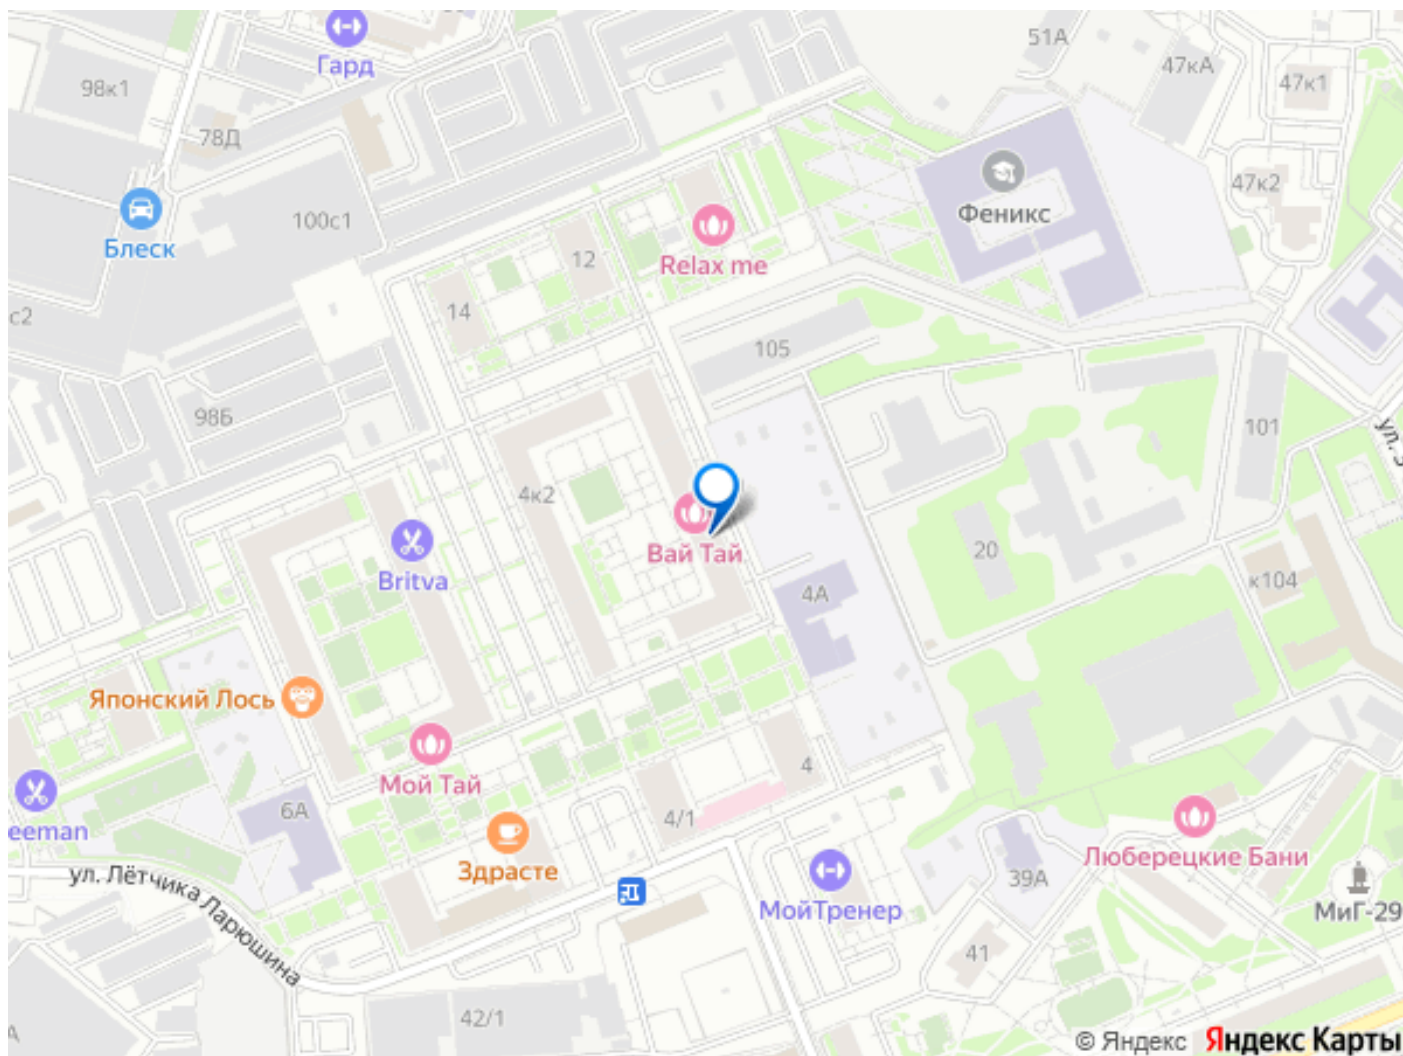 51А
Гард
47кА
98к1
47к1
78Д
47к2
Феникс
100с1
Блеск
12
Relax me
14
с2
105
98Б
101
4к2
Вай Тай
Britva
20
к104
4А
Японский Лось
4
Мой Тай
6А
4/1
eeman
Здрасте
Люберецкие Бани
ул. Лётчика Ларюшина
39А
МойТренер
МиГ-29
41
42/1
© Яндекс Яндекс Карты